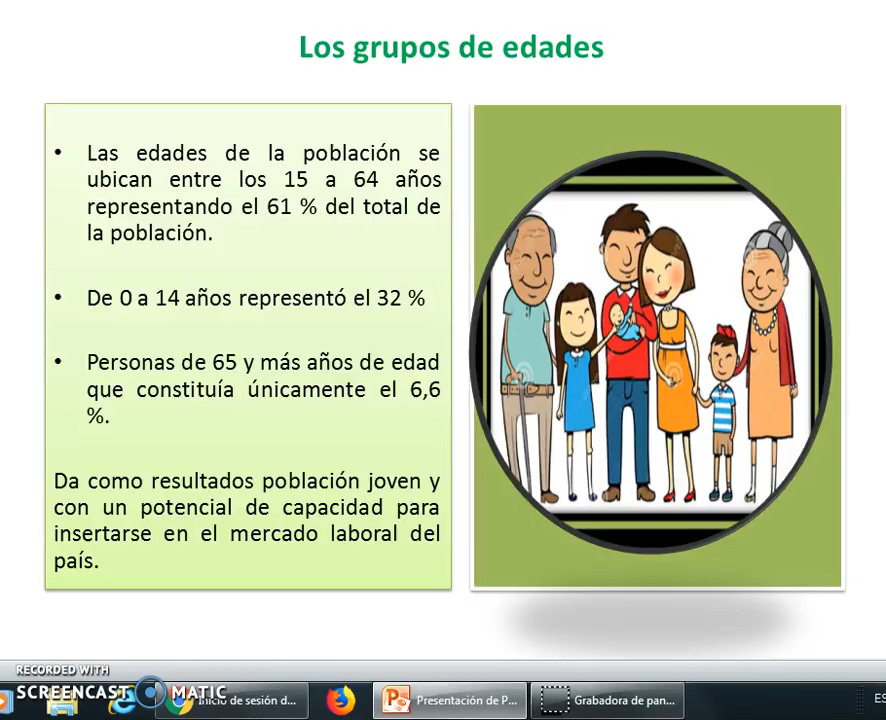 Los grupos de edades
• Las edades de la población se
ubican entre los 15 a 64 años
representando el 61 % del total de
la población.
• De 0 a 14 años representó el 32 %
• Personas de 65 y más años de edad
que constituía únicamente el 6,6
%.
Da como resultados población joven y
con un potencial de capacidad para
insertarse en el mercado laboral del
país.
RECORDED WITH
SCREENCAST MATIC
Inicio de sesión d...
Presentación de P...
Grabadora de pan...
ES